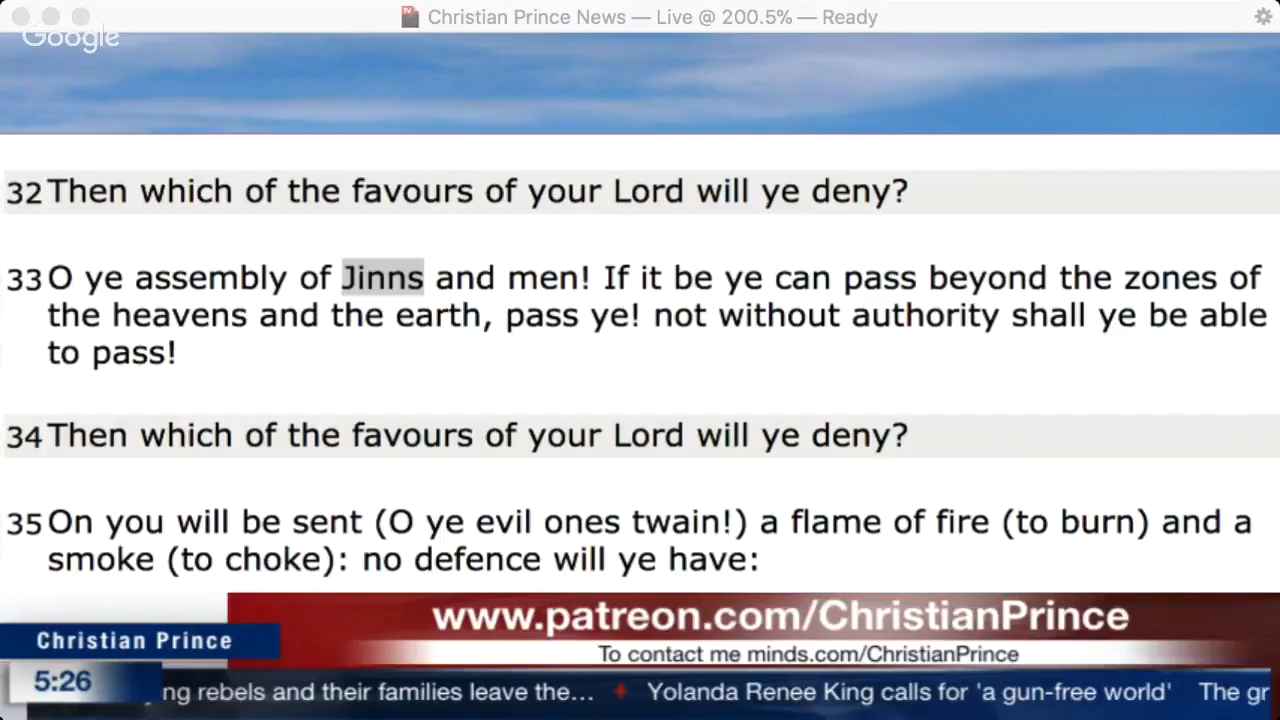 Christian Prince News — Live @ 200.5% — Ready
Google
32 Then which of the favours of your Lord will ye deny?
33 O ye assembly of Jinns and men! If it be ye can pass beyond the zones of
the heavens and the earth, pass ye! not without authority shall ye be able
to pass!
34 Then which of the favours of your Lord will ye deny?
35 On you will be sent (O ye evil ones twain!) a flame of fire (to burn) and a
smoke (to choke): no defence will ye have:
www.patreon.com/ChristianPrince
Christian Prince
To contact me minds.com/ChristianPrince
5:26
rebels and their families leave the... Yolanda Renee King calls for 'a gun-free world' The